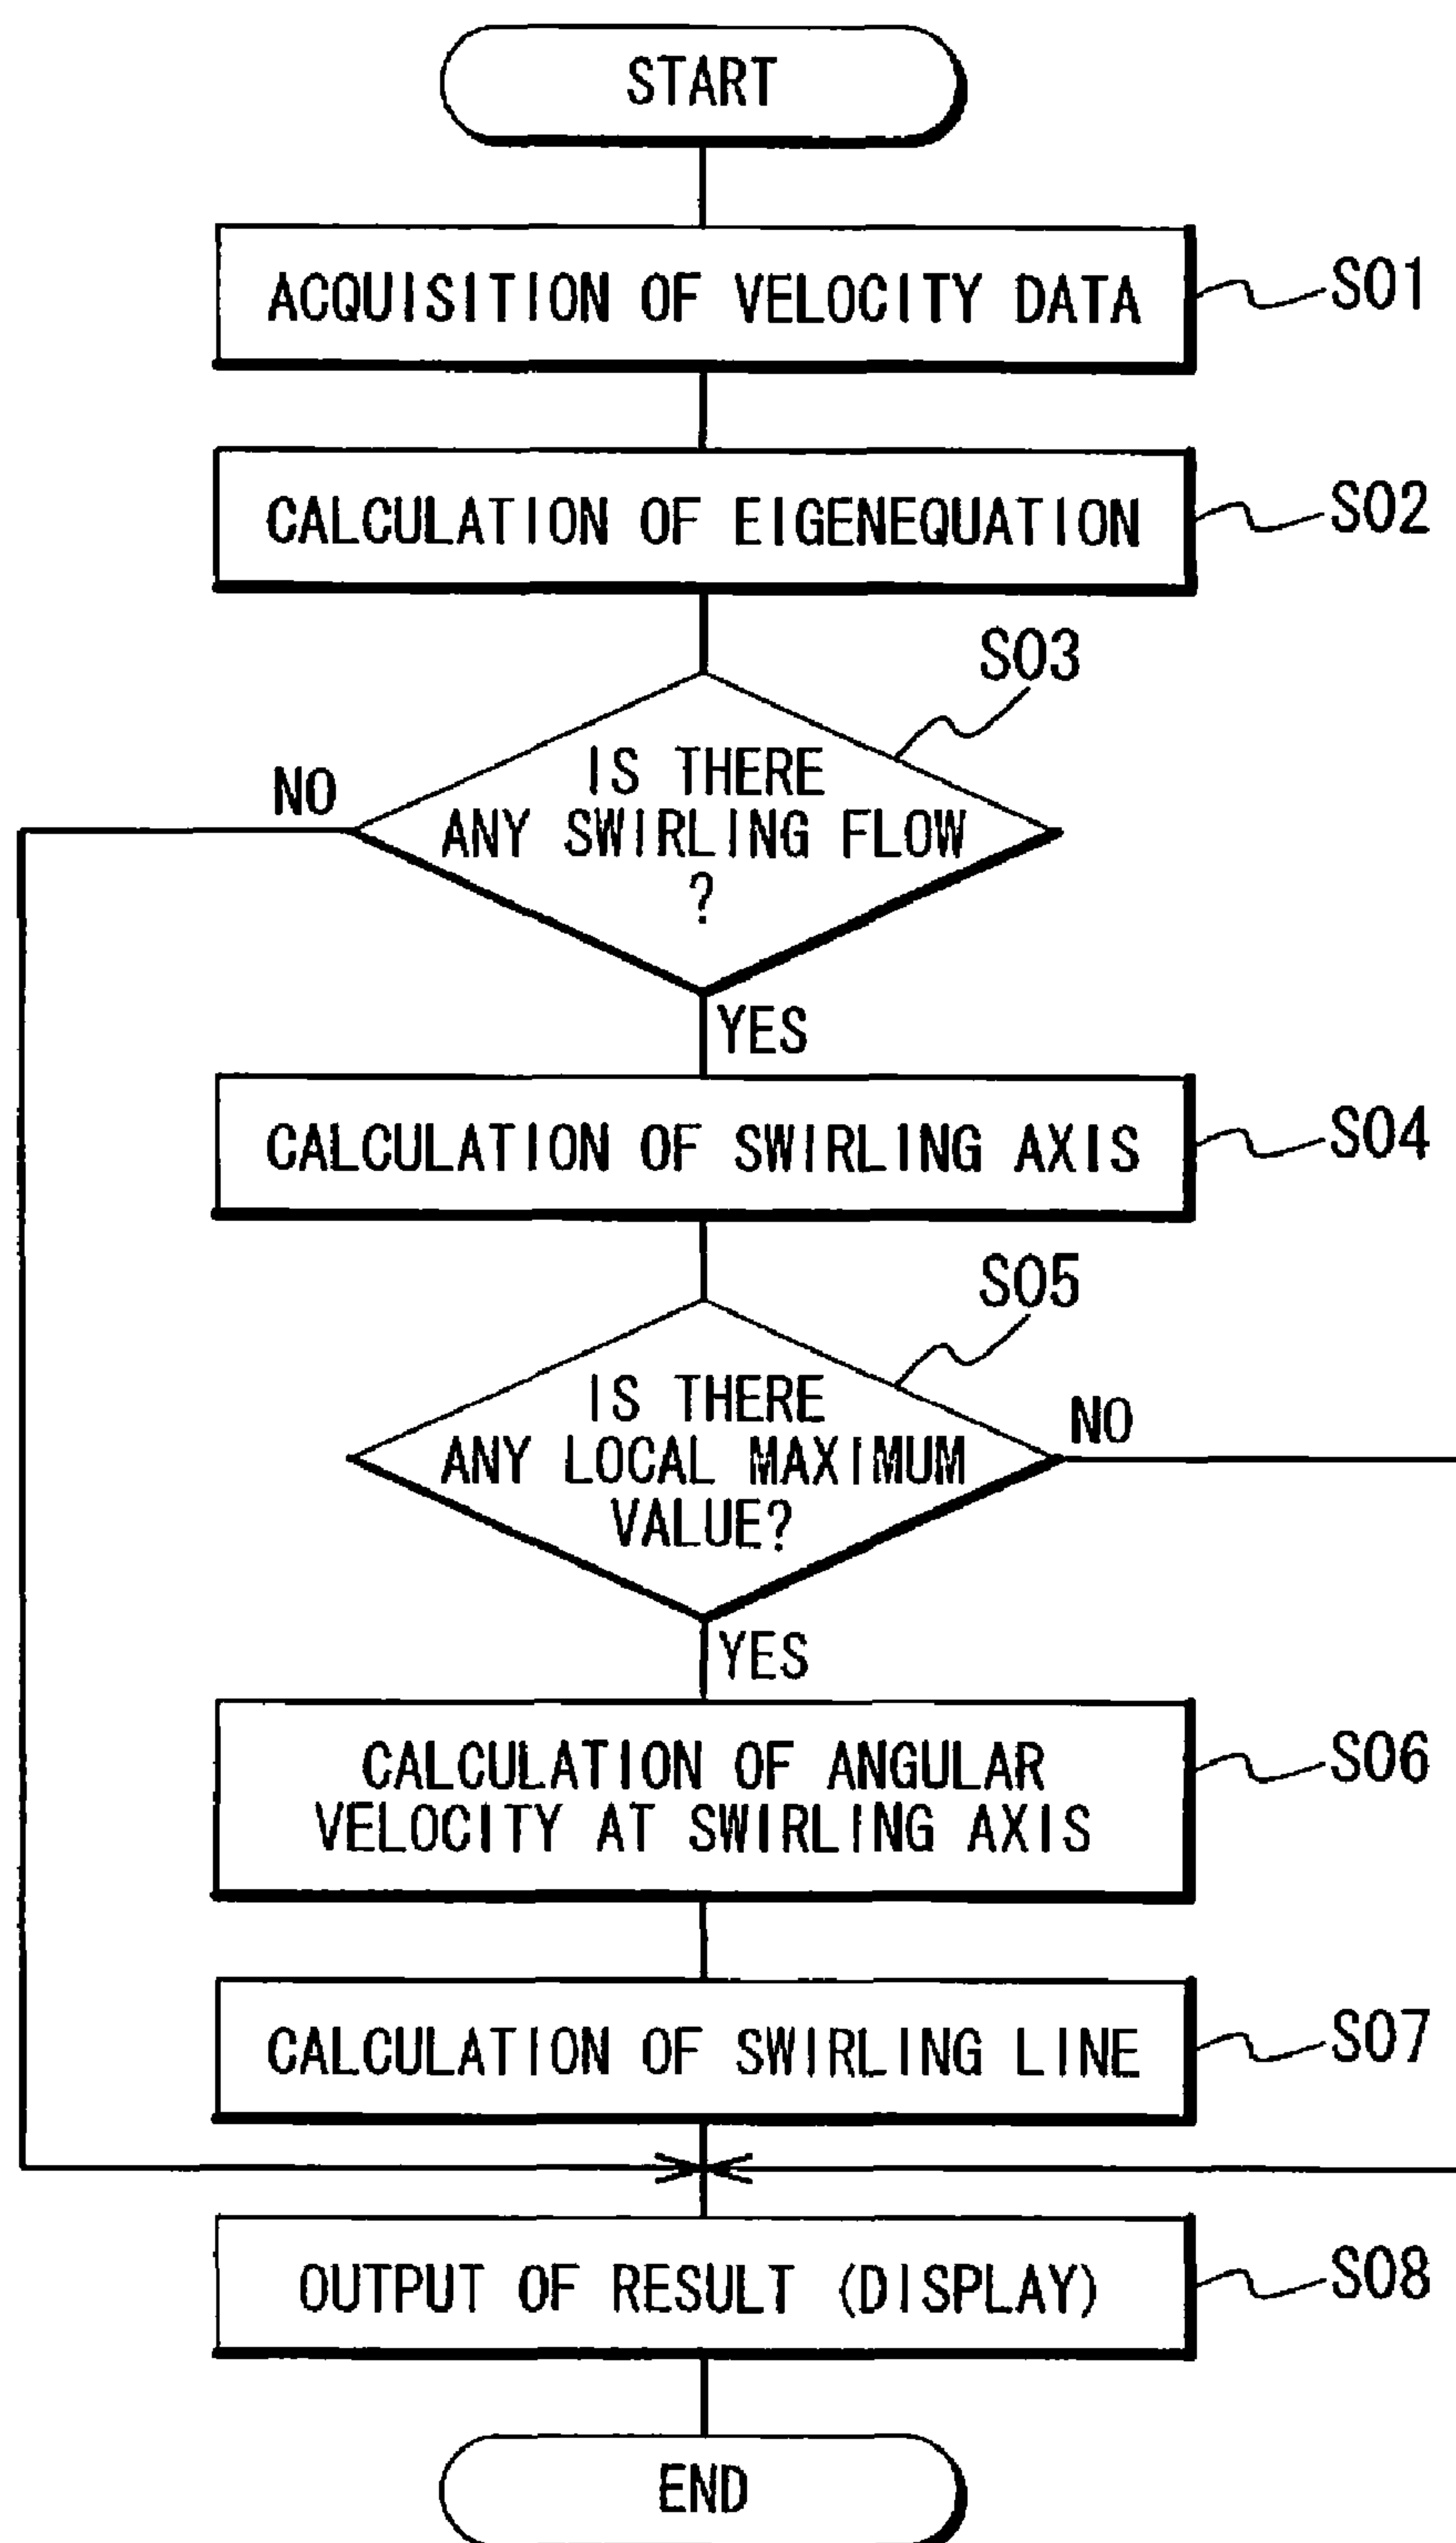 START
ACQUISITION OF VELOCITY DATA
S01
CALCULATION OF EIGENEQUATION
S02
S03
IS THERE
ANY SWIRLING FLOW
?
NO
YES
CALCULATION OF SWIRLING AXIS
S04
S05
IS THERE
ANY LOCAL MAXIMUM
VALUE?
NO
YES
CALCULATION OF ANGULAR
VELOCITY AT SWIRLING AXIS
S06
CALCULATION OF SWIRLING LINE
S07
OUTPUT OF RESULT (DISPLAY)
S08
END